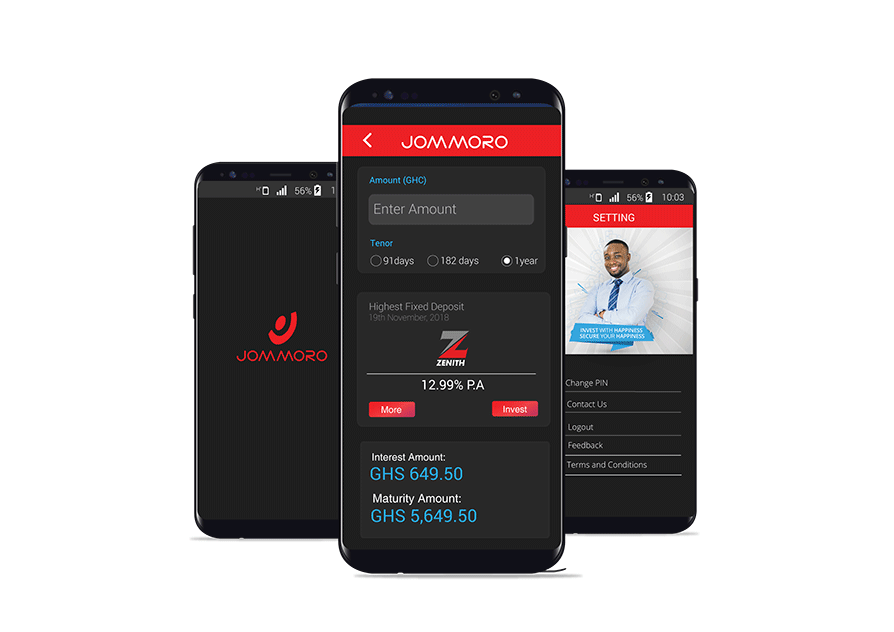 56%
1
JOMMORO
JOMMORO
Amount (GHC)
Enter Amount
Tenor
91days
182 days
1year
Highest Fixed Deposit
19th November, 2018
Z
ZENITH
12.99% P.A
More
Invest
Interest Amount:
GHS 649.50
Maturity Amount:
GHS 5,649.50
56%
10:03
SETTING
INVEST WITH HAPPINESS
SECURE YOUR HAPPINESS
Change PIN
Contact Us
Logout
Feedback
Terms and Conditions